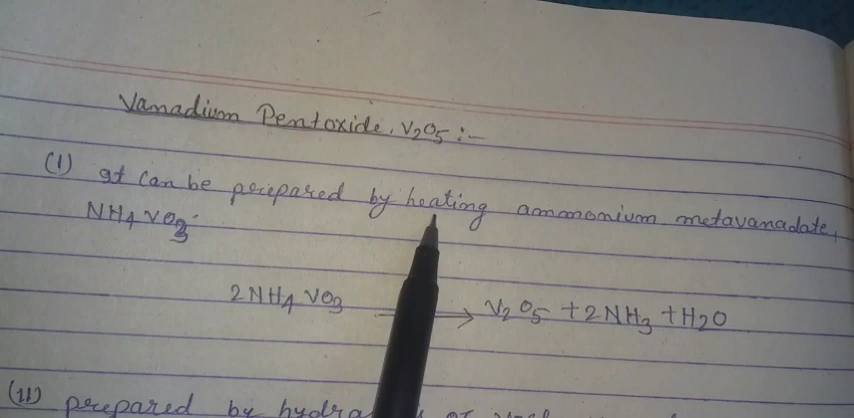 Vanadium Pentoxide, V₂O₅ :-
(I) It can be prepared by heating ammonium metavanadate,
NH₄VO₃.
2NH₄VO₃ → V₂O₅ + 2NH₃ + H₂O
(II) prepared by